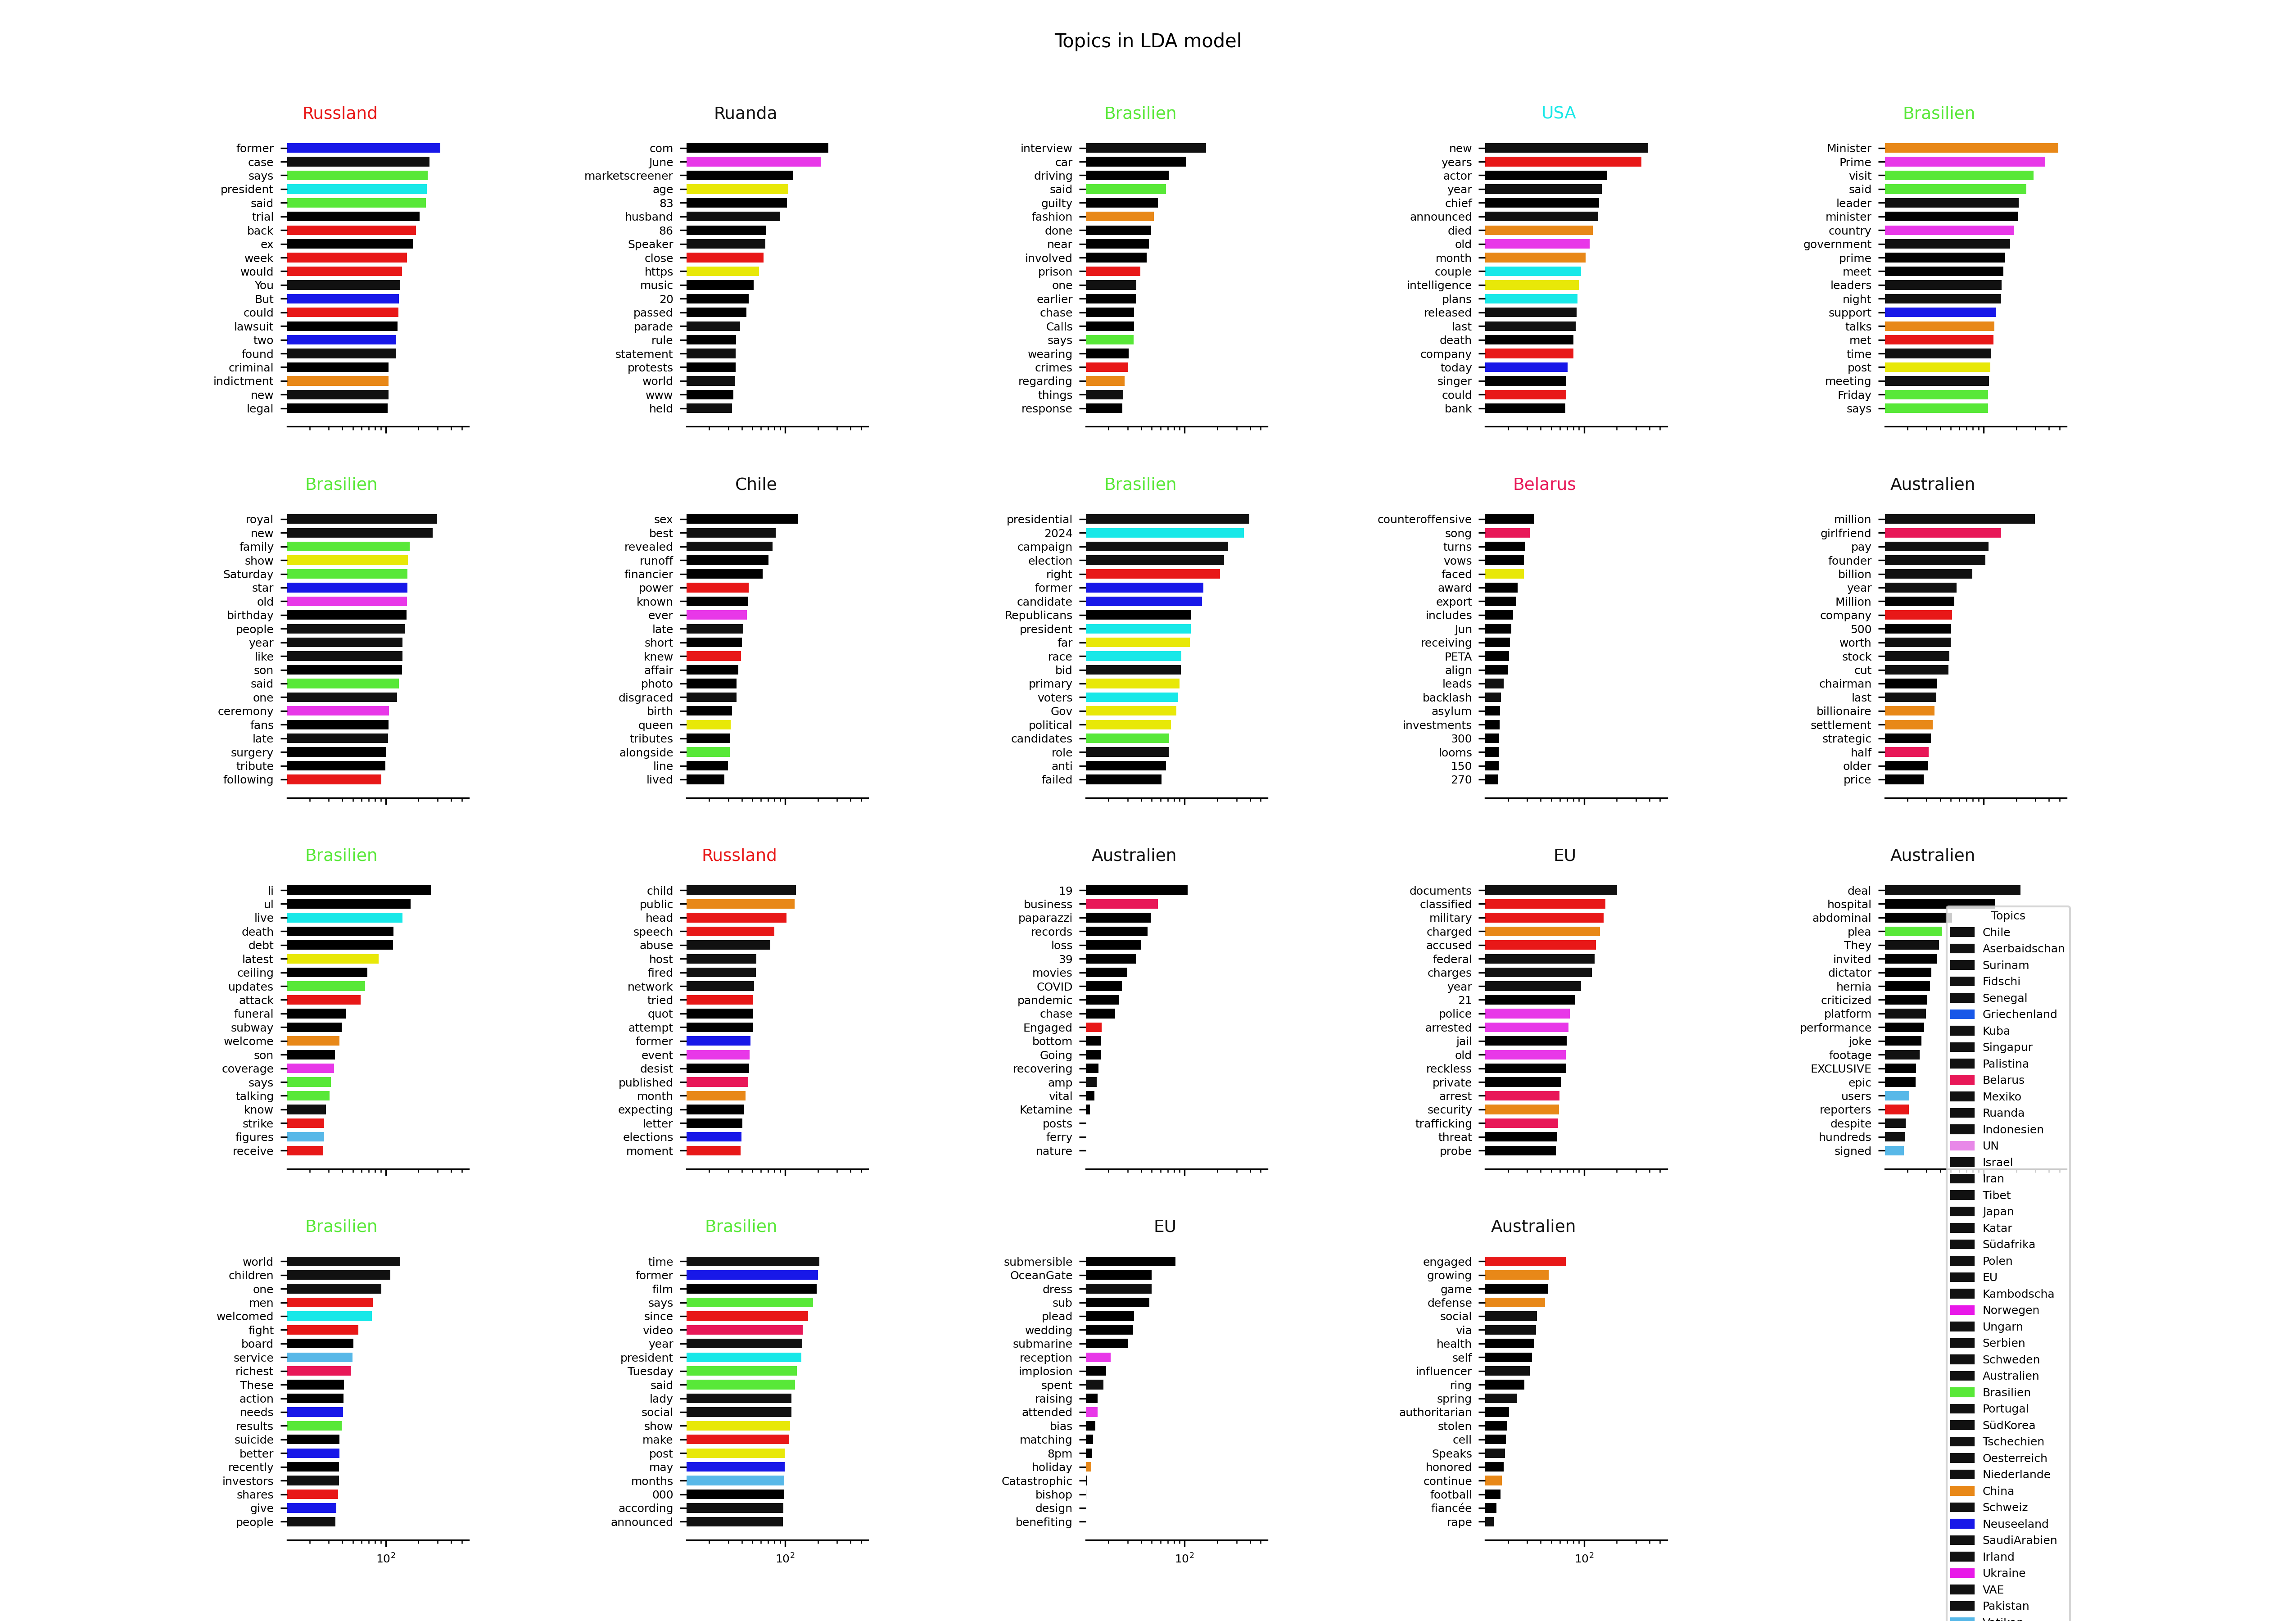 Topics in LDA model
Russland
former
case
says
president
said
trial
back
ex
week
would
You
But
could
lawsuit
two
found
criminal
indictment
new
legal
Ruanda
com
June
marketscreener
age
83
husband
86
Speaker
close
https
music
20
passed
parade
rule
statement
protests
world
www
held
Brasilien
interview
car
driving
said
guilty
fashion
done
near
involved
prison
one
earlier
chase
Calls
says
wearing
crimes
regarding
things
response
USA
new
years
actor
year
chief
announced
died
old
month
couple
intelligence
plans
released
last
death
company
today
singer
could
bank
Brasilien
Minister
Prime
visit
said
leader
minister
country
government
prime
meet
leaders
night
support
talks
met
time
post
meeting
Friday
says
Brasilien
royal
new
family
show
Saturday
star
old
birthday
people
year
like
son
said
one
ceremony
fans
late
surgery
tribute
following
Chile
sex
best
revealed
runoff
financier
power
known
ever
late
short
knew
affair
photo
disgraced
birth
queen
tributes
alongside
line
lived
Brasilien
presidential
2024
campaign
election
right
former
candidate
Republicans
president
far
race
bid
primary
voters
Gov
political
candidates
role
anti
failed
Belarus
counteroffensive
song
turns
vows
faced
award
export
includes
Jun
receiving
PETA
align
leads
backlash
asylum
investments
300
looms
150
270
Australien
million
girlfriend
pay
founder
billion
year
Million
company
500
worth
stock
cut
chairman
last
billionaire
settlement
strategic
half
older
price
Brasilien
li
ul
live
death
debt
latest
ceiling
updates
attack
funeral
subway
welcome
son
coverage
says
talking
know
strike
figures
receive
Russland
child
public
head
speech
abuse
host
fired
network
tried
quot
attempt
former
event
desist
published
month
expecting
letter
elections
moment
Australien
19
business
paparazzi
records
loss
39
movies
COVID
pandemic
chase
Engaged
bottom
Going
recovering
amp
vital
Ketamine
posts
ferry
nature
EU
documents
classified
military
charged
accused
federal
charges
year
21
police
arrested
jail
old
reckless
private
arrest
security
trafficking
threat
probe
Australien
deal
hospital
abdominal
plea
They
invited
dictator
hernia
criticized
platform
performance
joke
footage
EXCLUSIVE
epic
users
reporters
despite
hundreds
signed
Brasilien
world
children
one
men
welcomed
fight
board
service
richest
These
action
needs
results
suicide
better
recently
investors
shares
give
people
10²
Brasilien
time
former
film
says
since
video
year
president
Tuesday
said
lady
social
show
make
post
may
months
000
according
announced
10²
EU
submersible
OceanGate
dress
sub
plead
wedding
submarine
reception
implosion
spent
raising
attended
bias
matching
8pm
holiday
Catastrophic
bishop
design
benefiting
10²
Australien
engaged
growing
game
defense
social
via
health
self
influencer
ring
spring
authoritarian
stolen
cell
Speaks
honored
continue
football
fiancée
rape
10²
Topics
Chile
Aserbaidschan
Surinam
Fidschi
Senegal
Griechenland
Kuba
Singapur
Palistina
Belarus
Mexiko
Ruanda
Indonesien
UN
Israel
Iran
Tibet
Japan
Katar
Südafrika
Polen
EU
Kambodscha
Norwegen
Ungarn
Serbien
Schweden
Australien
Brasilien
Portugal
SüdKorea
Tschechien
Oesterreich
Niederlande
China
Schweiz
Neuseeland
SaudiArabien
Irland
Ukraine
VAE
Pakistan